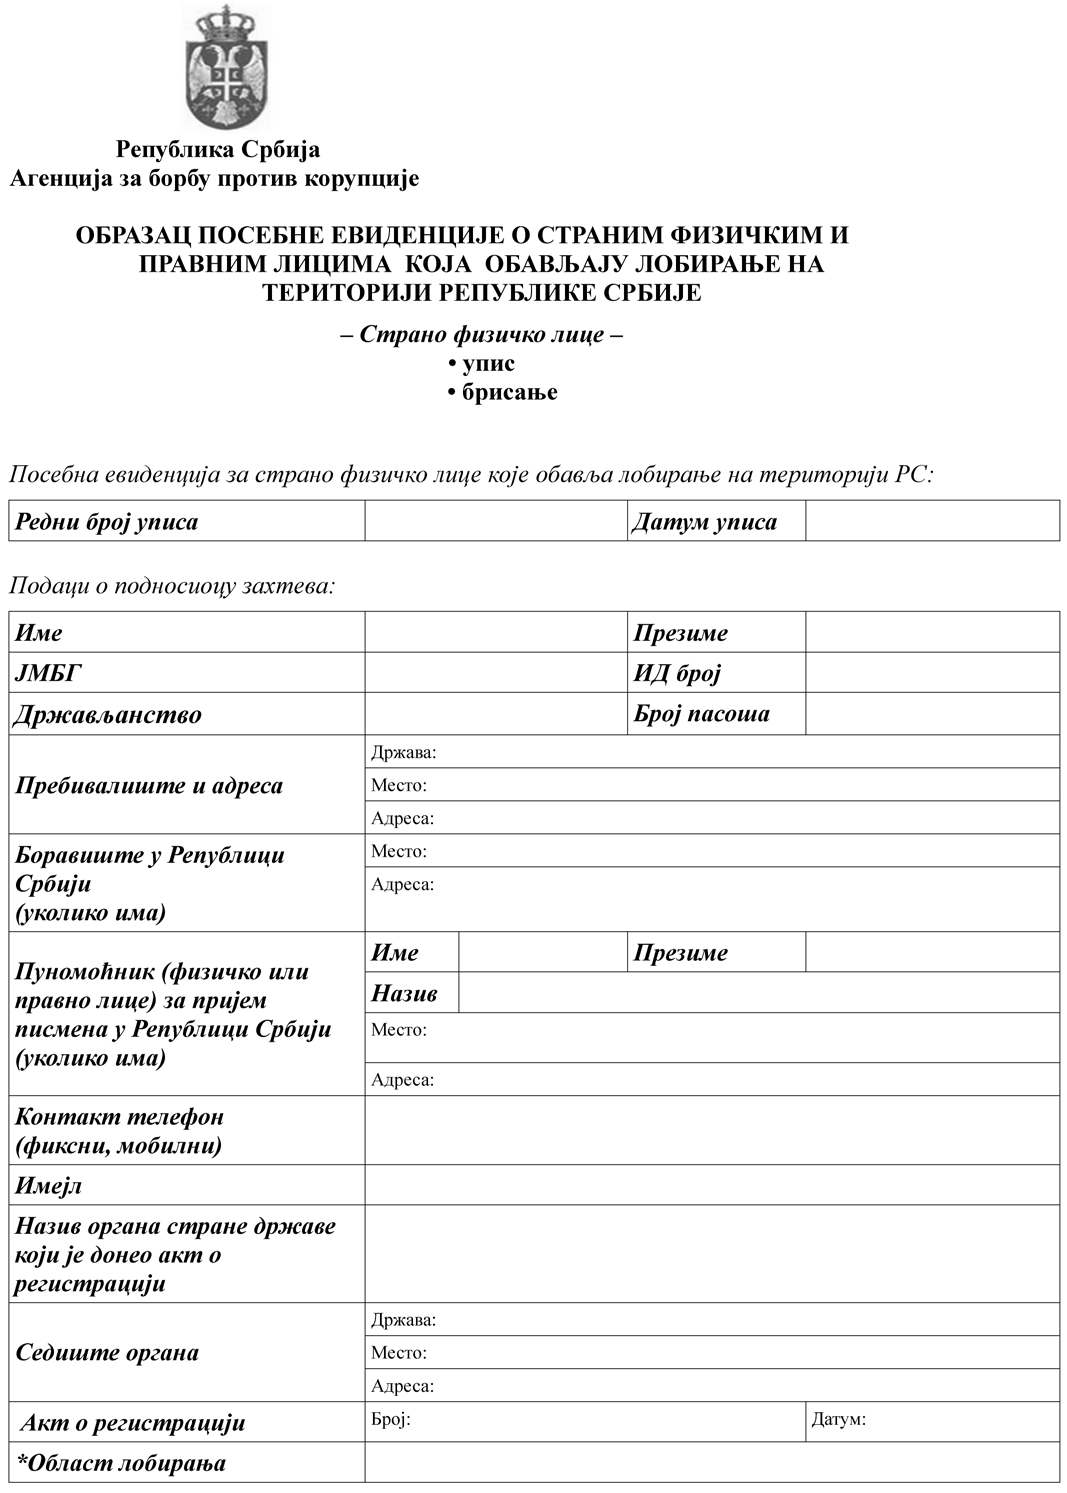 Република Србија
Агенција за борбу против корупције
ОБРАЗАЦ ПОСЕБНЕ ЕВИДЕНЦИЈЕ О СТРАНИМ ФИЗИЧКИМ И
ПРАВНИМ ЛИЦИМА КОЈА ОБАВЉАЈУ ЛОБИРАЊЕ НА
ТЕРИТОРИЈИ РЕПУБЛИКЕ СРБИЈЕ
– Страно физичко лице –
• упис
• брисање
Посебна евиденција за страно физичко лице које обавља лобирање на територији РС:
Редни број уписа Датум уписа
Подаци о подносиоцу захтева:
Име Презиме
ЈМБГ ИД број
Држављанство Број пасоша
Пребивалиште и адреса
Држава:
Место:
Адреса:
Боравиште у Републици
Србији
(уколико има)
Место:
Адреса:
Пуномоћник (физичко или
правно лице) за пријем
писмена у Републици Србији
(уколико има)
Име Презиме
Назив
Место:
Адреса:
Контакт телефон
(фиксни, мобилни)
Имејл
Назив органа стране државе
који је донео акт о
регистрацији
Седиште органа
Држава:
Место:
Адреса:
Акт о регистрацији Број: Датум:
*Област лобирања